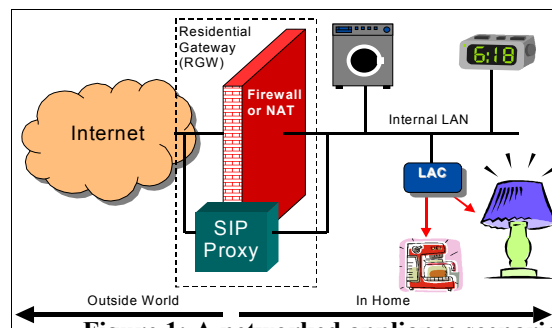 Residential
Gateway
(RGW)
Firewall
or NAT
Internet
SIP
Proxy
6:18
Internal LAN
LAC
Outside World
In Home
Figure 1: A networked appliance scenario